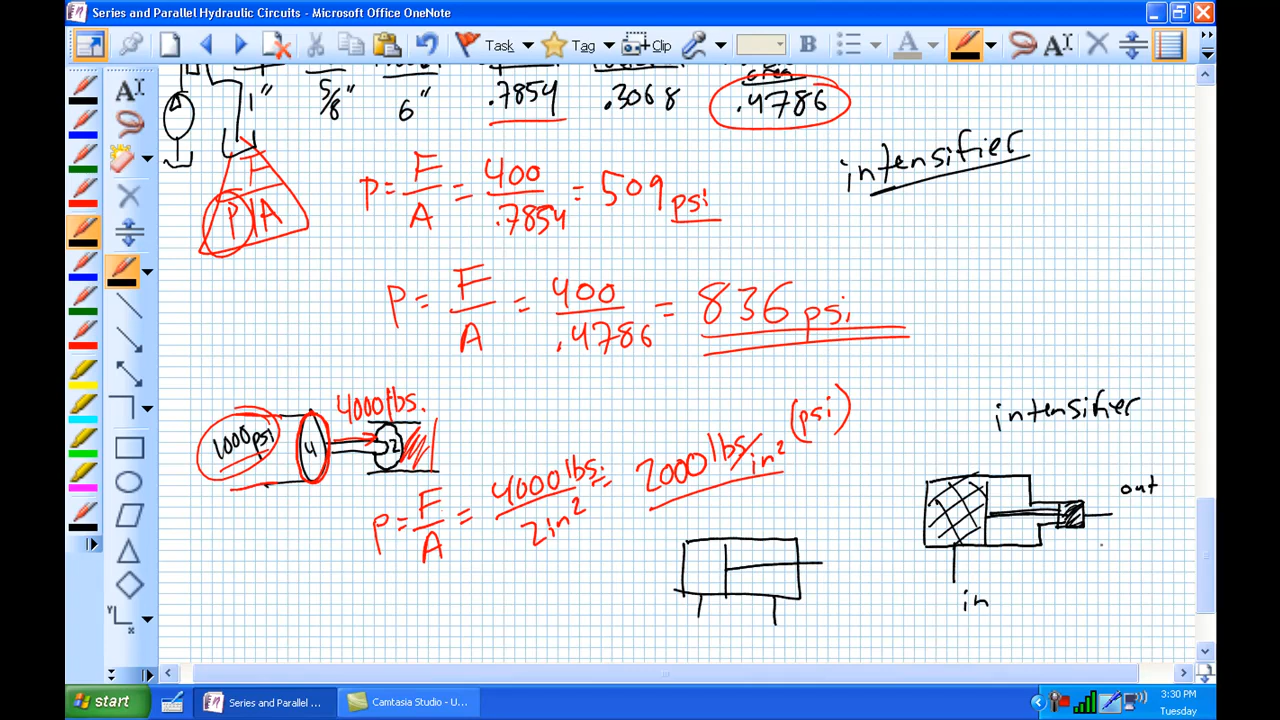 Series and Parallel Hydraulic Circuits - Microsoft Office OneNote
Task Tag Clip
1" 5/8" 6" .7854 .3068 .4786
intensifier
F
P A
P = F/A = 400/.7854 = 509 psi
P = F/A = 400/.4786 = 836 psi
4000 lbs.
1000 psi 4 2
P = F/A = 4000 lbs./2 in² = 2000 lbs/in² (psi)
intensifier
out
in
start
Series and Parallel ...
Camtasia Studio - U...
3:30 PM
Tuesday